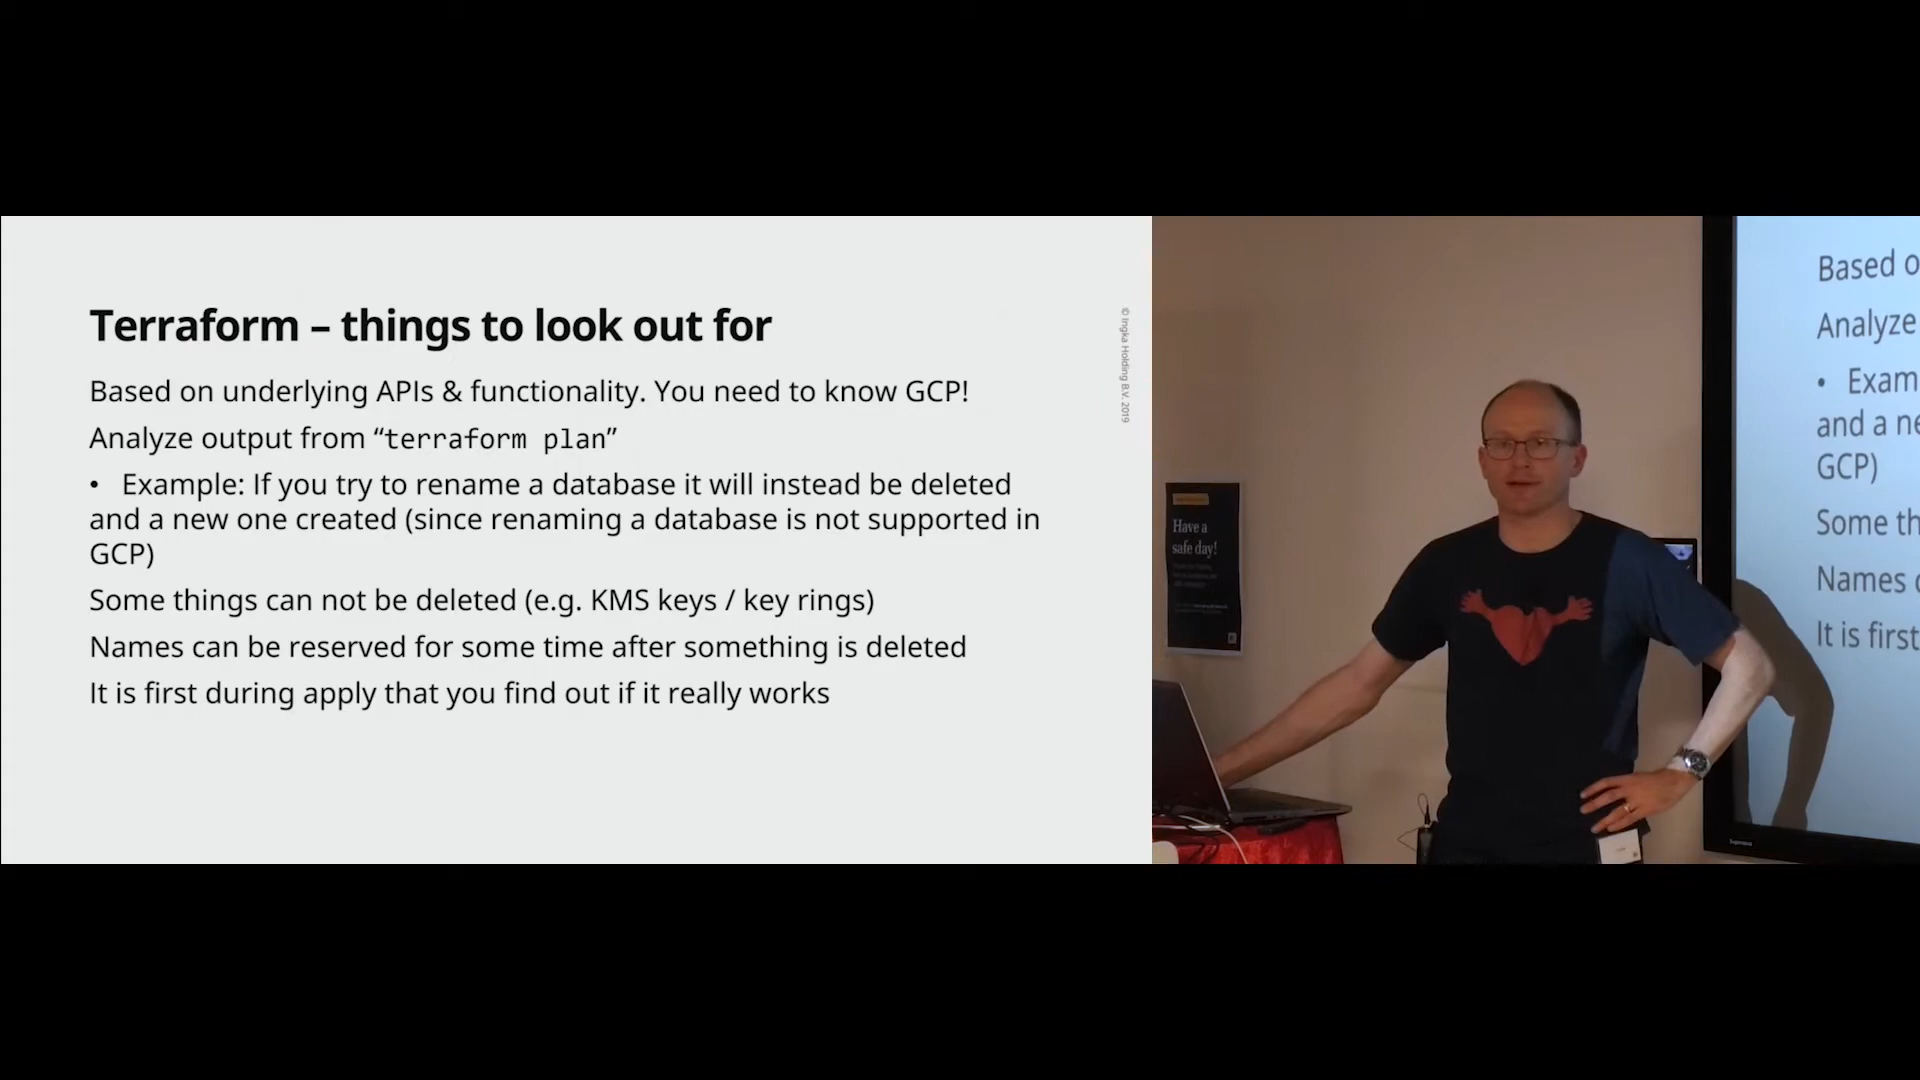 Terraform – things to look out for
Based on underlying APIs & functionality. You need to know GCP!
Analyze output from “terraform plan”
• Example: If you try to rename a database it will instead be deleted
and a new one created (since renaming a database is not supported in
GCP)
Some things can not be deleted (e.g. KMS keys / key rings)
Names can be reserved for some time after something is deleted
It is first during apply that you find out if it really works
© Ingka Holding B.V. 2019
Have a
safe day!
Based o
Analyze
• Exam
and a ne
GCP)
Some th
Names
It is first